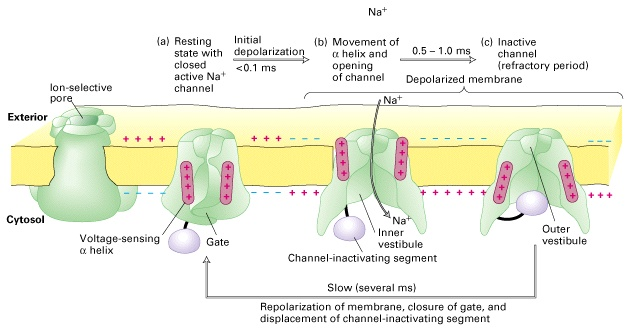 Na+
(a) Resting
state with
closed
active Na+
channel
Initial
depolarization
<0.1 ms
(b) Movement of
α helix and
opening
of channel
0.5 – 1.0 ms
(c) Inactive
channel
(refractory period)
Depolarized membrane
Ion-selective
pore
Exterior
Na+
++++
+++
– – –
– – – –
– – –
++++
++++
++++
++++
++++
++++
– –
– – –
+++
++++
+++
Cytosol
Voltage-sensing
α helix
Gate
Na+
Inner
vestibule
Channel-inactivating segment
Outer
vestibule
Slow (several ms)
Repolarization of membrane, closure of gate, and
displacement of channel-inactivating segment